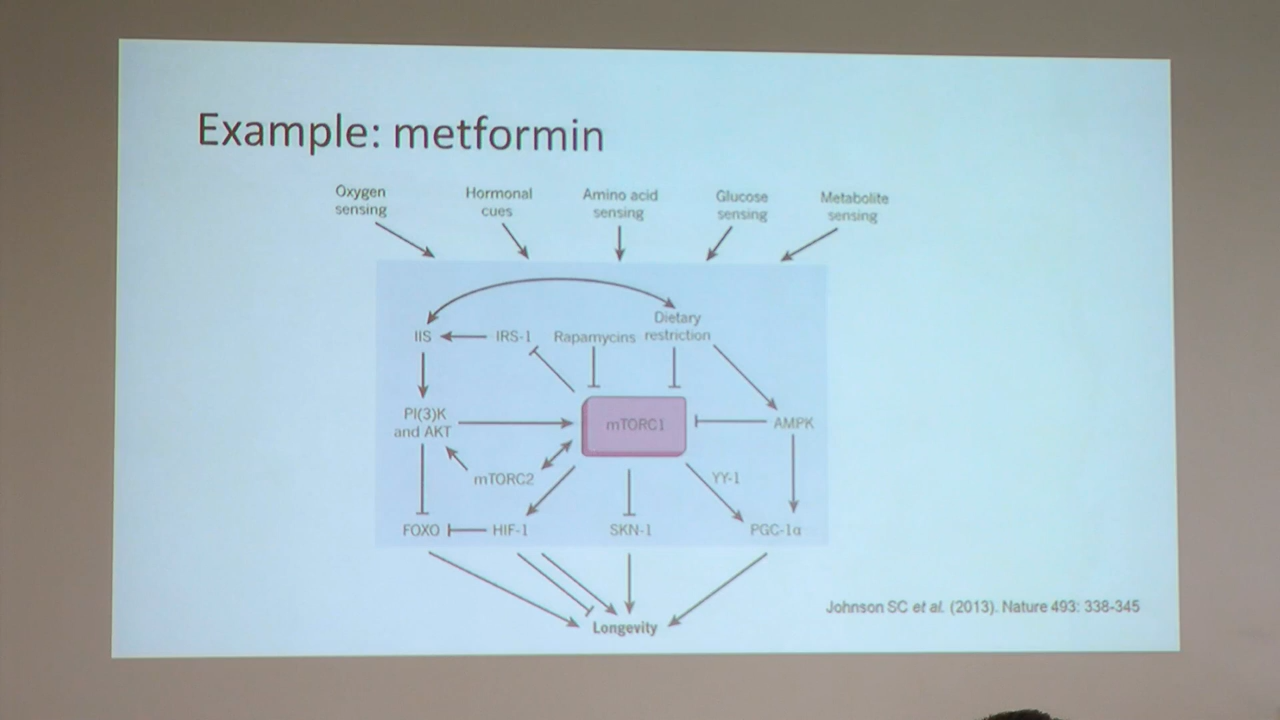 Example: metformin
Oxygen
sensing
Hormonal
cues
Amino acid
sensing
Glucose
sensing
Metabolite
sensing
IIS
IRS-1
Rapamycins
Dietary
restriction
PI(3)K
and AKT
mTORC1
AMPK
mTORC2
YY-1
FOXO
HIF-1
SKN-1
PGC-1α
Longevity
Johnson SC et al. (2013). Nature 493: 338-345